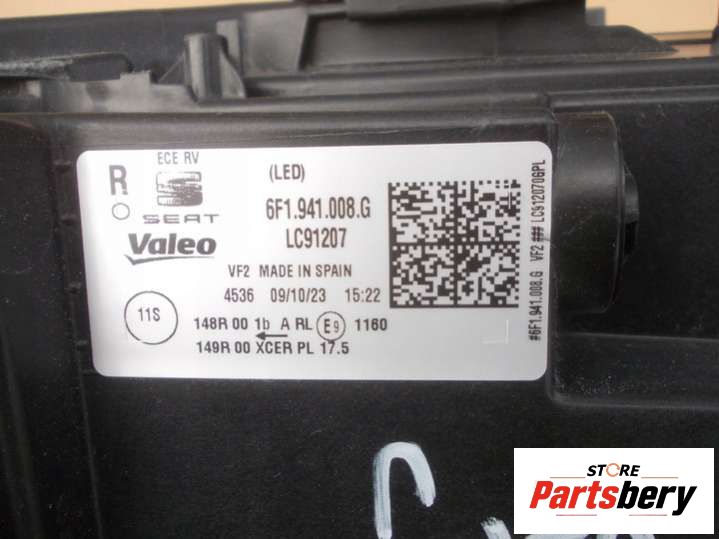 ECE RV
R
(LED)
6F1.941.008.G
LC91207
SEAT
Valeo
VF2 MADE IN SPAIN
4536 09/10/23 15:22
11S
148R 00 1b A RL E9 1160
149R 00 XCER PL 17.5
#6F1.941.008.G VF2 ### LC9120706PL
STORE
Partsbery